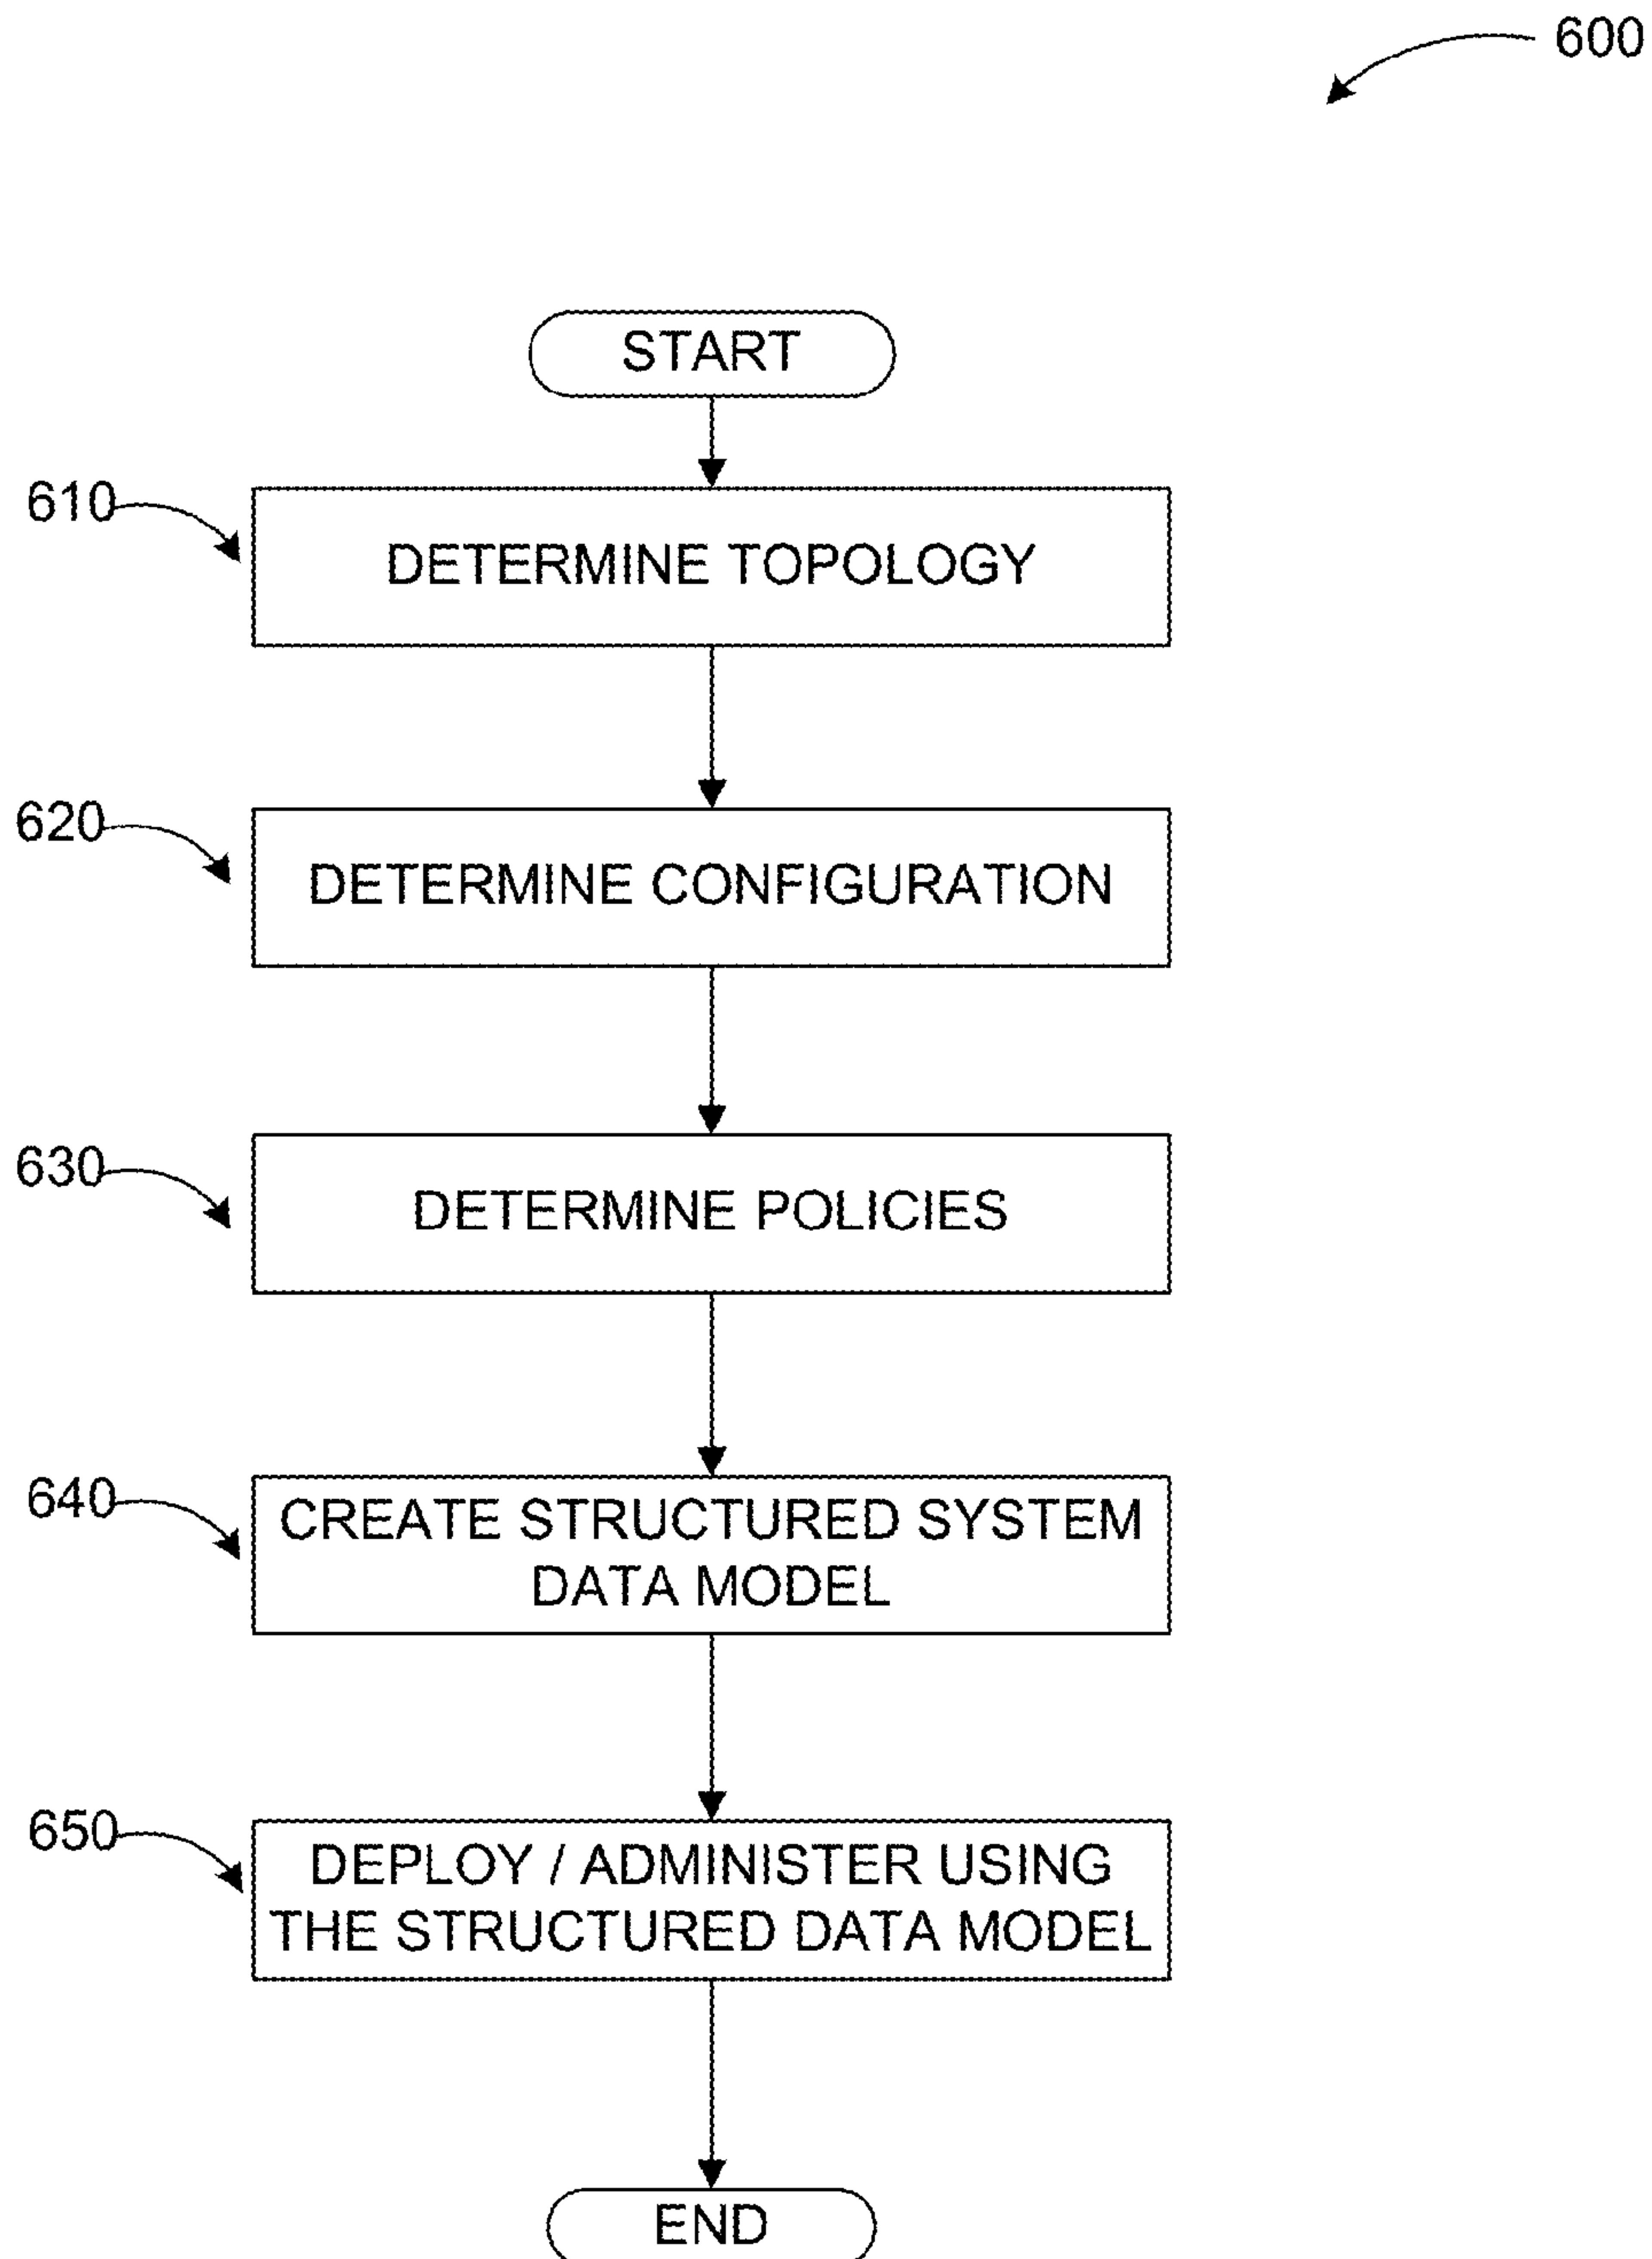 600
START
610
DETERMINE TOPOLOGY
620
DETERMINE CONFIGURATION
630
DETERMINE POLICIES
640
CREATE STRUCTURED SYSTEM
DATA MODEL
650
DEPLOY / ADMINISTER USING
THE STRUCTURED DATA MODEL
END